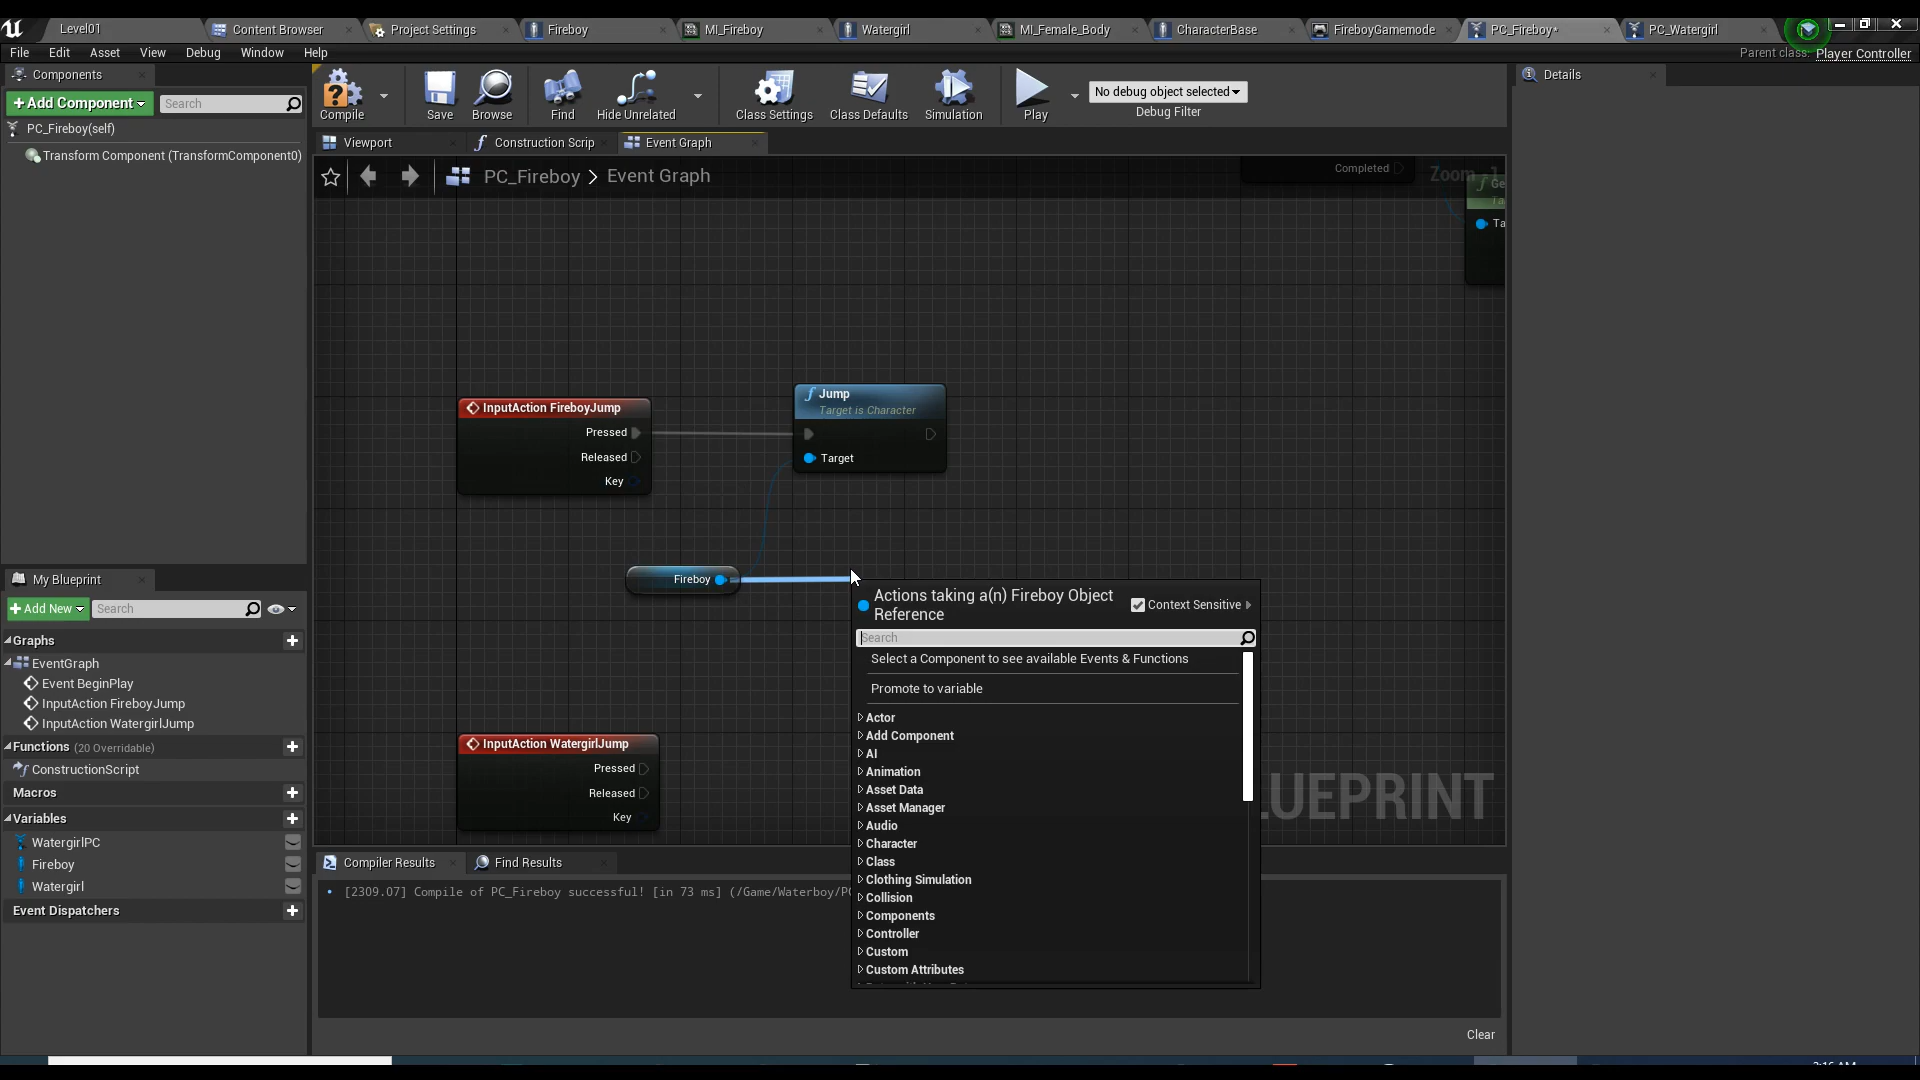 Level01
Content Browser
Project Settings
Fireboy
MI_Fireboy
Watergirl
MI_Female_Body
CharacterBase
FireboyGamemode
PC_Fireboy*
PC_Watergirl
File
Edit
Asset
View
Debug
Window
Help
Parent class: Player Controller
Components
+ Add Component
Search
PC_Fireboy(self)
Transform Component (TransformComponent0)
Compile
Save
Browse
Find
Hide Unrelated
Class Settings
Class Defaults
Simulation
Play
No debug object selected
Debug Filter
Details
Viewport
Construction Scrip
Event Graph
PC_Fireboy > Event Graph
Completed
Zoom -1
Ge
Ta
Ta
InputAction FireboyJump
Pressed
Released
Key
Jump
Target is Character
Target
Fireboy
InputAction WatergirlJump
Pressed
Released
Key
Actions taking a(n) Fireboy Object
Reference
Context Sensitive
Search
Select a Component to see available Events & Functions
Promote to variable
Actor
Add Component
AI
Animation
Asset Data
Asset Manager
Audio
Character
Class
Clothing Simulation
Collision
Components
Controller
Custom
Custom Attributes
UEPRINT
My Blueprint
+ Add New
Search
Graphs
EventGraph
Event BeginPlay
InputAction FireboyJump
InputAction WatergirlJump
Functions (20 Overridable)
ConstructionScript
Macros
Variables
WatergirlPC
Fireboy
Watergirl
Event Dispatchers
Compiler Results
Find Results
[2309.07] Compile of PC_Fireboy successful! [in 73 ms] (/Game/Waterboy/PC
Clear